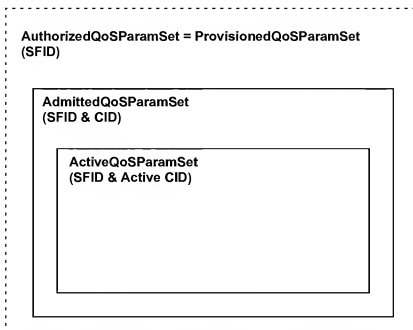 AuthorizedQoSParamSet = ProvisionedQoSParamSet
(SFID)
AdmittedQoSParamSet
(SFID & CID)
ActiveQoSParamSet
(SFID & Active CID)